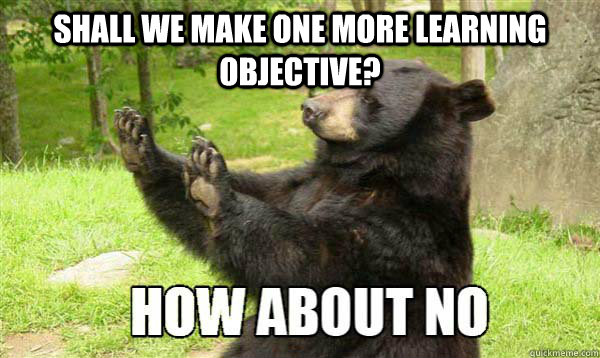 SHALL WE MAKE ONE MORE LEARNING
OBJECTIVE?
HOW ABOUT NO
quickmeme.com